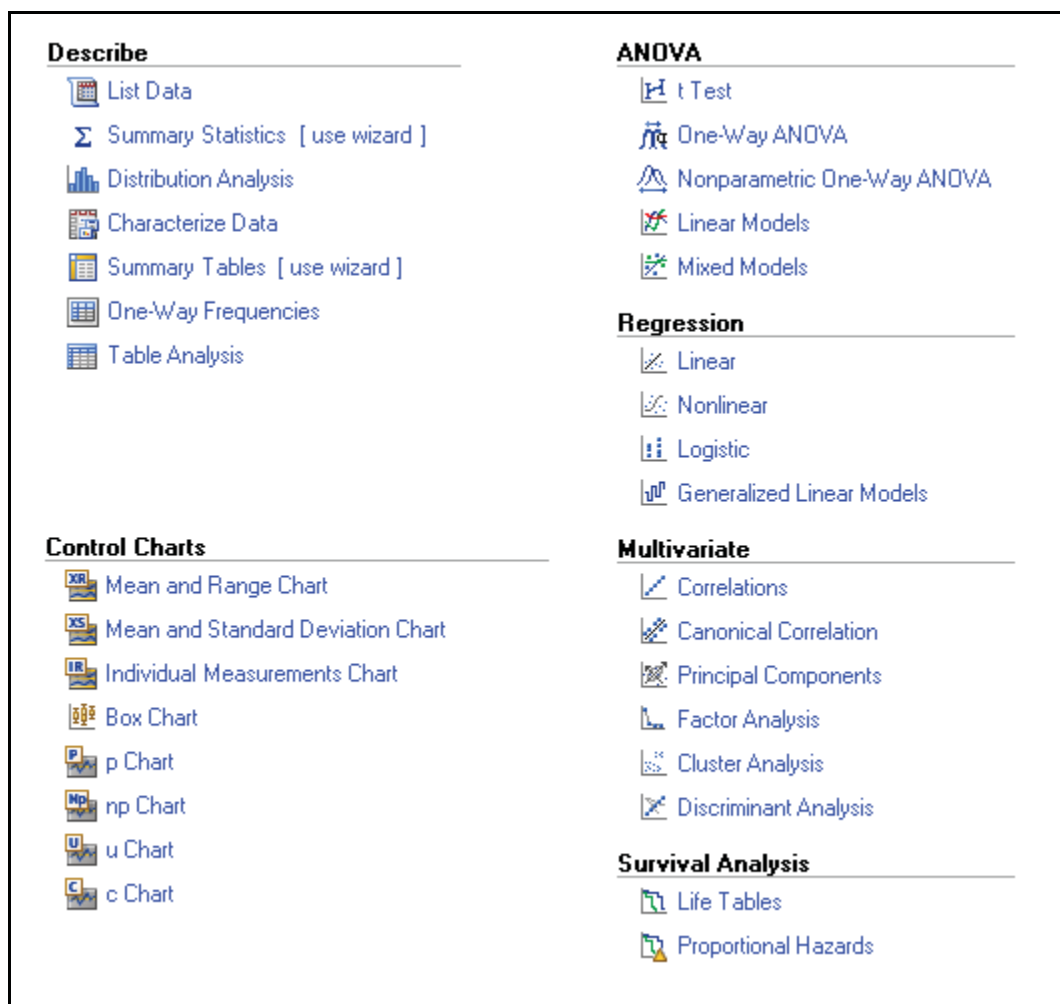 Describe
List Data
Summary Statistics [ use wizard ]
Distribution Analysis
Characterize Data
Summary Tables [ use wizard ]
One-Way Frequencies
Table Analysis
Control Charts
XR Mean and Range Chart
XS Mean and Standard Deviation Chart
IR Individual Measurements Chart
Box Chart
P p Chart
Np np Chart
U u Chart
C c Chart
ANOVA
t Test
One-Way ANOVA
Nonparametric One-Way ANOVA
Linear Models
Mixed Models
Regression
Linear
Nonlinear
Logistic
Generalized Linear Models
Multivariate
Correlations
Canonical Correlation
Principal Components
Factor Analysis
Cluster Analysis
Discriminant Analysis
Survival Analysis
Life Tables
Proportional Hazards